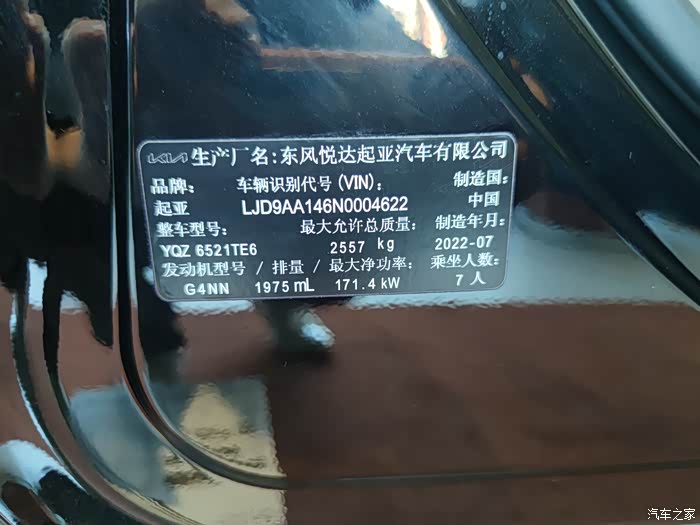 KIA 生产厂名:东风悦达起亚汽车有限公司
品牌: 车辆识别代号(VIN): 制造国:
起亚 LJD9AA146N0004622 中国
整车型号: 最大允许总质量: 制造年月:
YQZ 6521TE6 2557 kg 2022-07
发动机型号 / 排量 / 最大净功率: 乘坐人数:
G4NN 1975 mL 171.4 kW 7 人
汽车之家